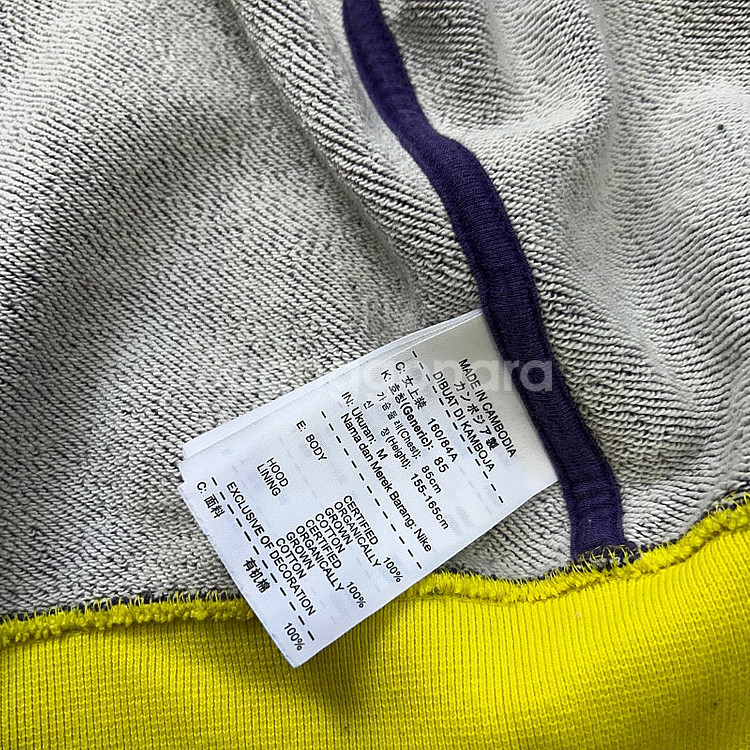 MADE IN CAMBODIA
カンボジア製
DIBUAT DI KAMBOJA
C: 女上装 160/84A
K: 호칭(Generic): 85
가슴둘레(Chest): 85cm
신 장(Height): 155-165cm
IN: Ukuran: M
Nama dan Merek Barang: Nike
E: BODY CERTIFIED
ORGANICALLY
GROWN
COTTON 100%
HOOD CERTIFIED
LINING ORGANICALLY
GROWN
COTTON 100%
EXCLUSIVE OF DECORATION
C: 面料 有机棉 100%